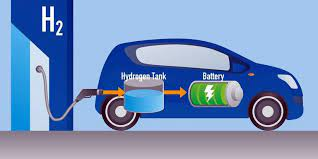 H₂
Hydrogen Tank
Battery